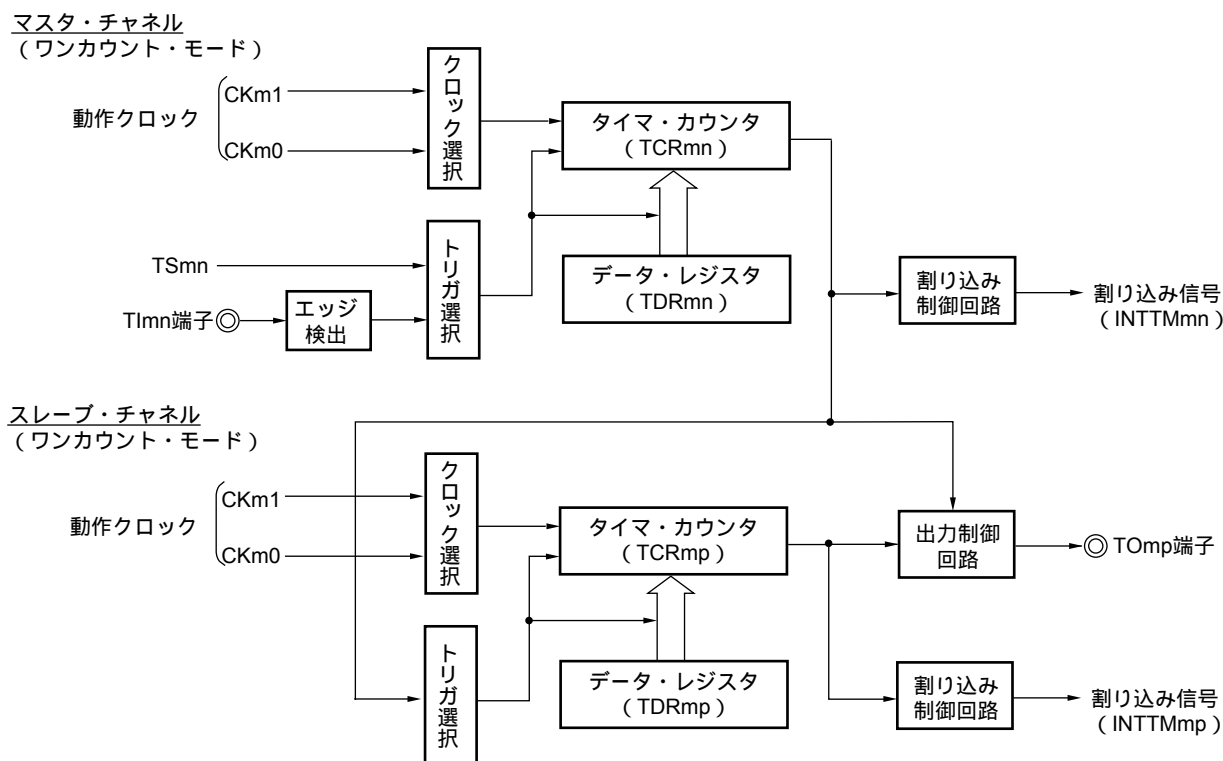 マスタ・チャネル
（ワンカウント・モード）
動作クロック
CKm1
CKm0
クロック選択
タイマ・カウンタ
（TCRmn）
TSmn
TImn端子
エッジ
検出
トリガ選択
データ・レジスタ
（TDRmn）
割り込み
制御回路
割り込み信号
（INTTMmn）
スレーブ・チャネル
（ワンカウント・モード）
動作クロック
CKm1
CKm0
クロック選択
タイマ・カウンタ
（TCRmp）
出力制御
回路
TOmp端子
トリガ選択
データ・レジスタ
（TDRmp）
割り込み
制御回路
割り込み信号
（INTTMmp）